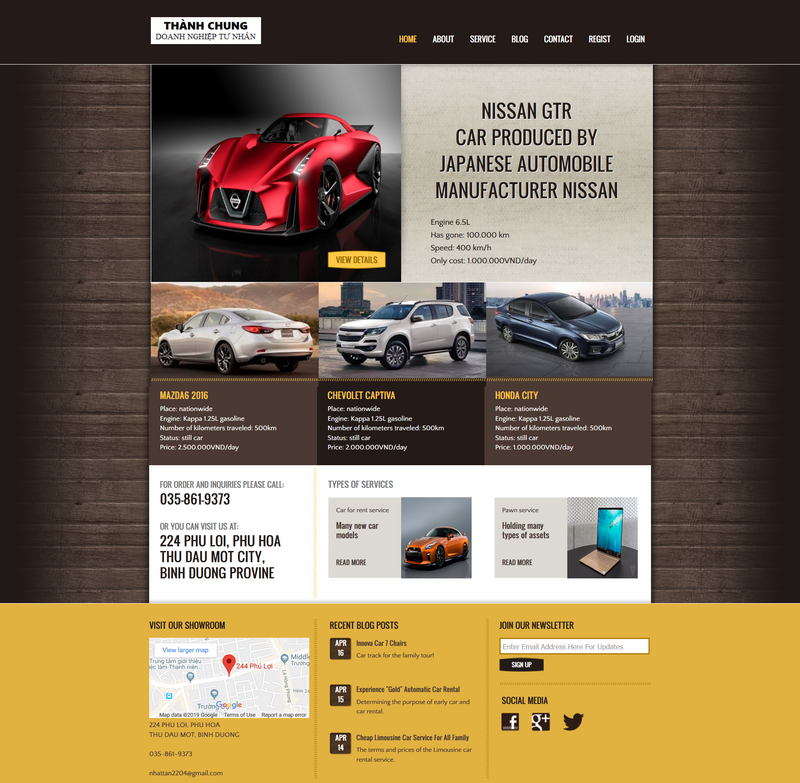 THÀNH CHUNG
DOANH NGHIỆP TƯ NHÂN
HOME ABOUT SERVICE BLOG CONTACT REGIST LOGIN
NISSAN GTR
CAR PRODUCED BY
JAPANESE AUTOMOBILE
MANUFACTURER NISSAN
Engine 6.5L
Has gone: 100.000 km
Speed: 400 km/h
Only cost: 1.000.000VND/day
VIEW DETAILS
MAZDA6 2016
Place: nationwide
Engine: Kappa 1.25L gasoline
Number of kilometers traveled: 500km
Status: still car
Price: 2.500.000VND/day
CHEVOLET CAPTIVA
Place: nationwide
Engine: Kappa 1.25L gasoline
Number of kilometers traveled: 500km
Status: still car
Price: 2.000.000VND/day
HONDA CITY
Place: nationwide
Engine: Kappa 1.25L gasoline
Number of kilometers traveled: 500km
Status: still car
Price: 1.000.000VND/day
FOR ORDER AND INQUIRIES PLEASE CALL:
035-861-9373
OR YOU CAN VISIT US AT:
224 PHU LOI, PHU HOA
THU DAU MOT CITY,
BINH DUONG PROVINE
TYPES OF SERVICES
Car for rent service
Many new car
models
READ MORE
Pawn service
Holding many
types of assets
READ MORE
VISIT OUR SHOWROOM
View larger map
Trung tâm giới thiệu
việc làm Thanh niên
224 Phú Lợi
Middle
Trường
Google
Map data ©2019 Google Terms of Use Report a map error
224 PHU LOI, PHU HOA
THU DAU MOT, BINH DUONG
035-861-9373
nhattan2204@gmail.com
RECENT BLOG POSTS
APR
16
Innova Car 7 Chairs
Car track for the family tour!
APR
15
Experience "Gold" Automatic Car Rental
Determining the purpose of early car and
car rental.
APR
14
Cheap Limousine Car Service For All Family
The terms and prices of the Limousine car
rental service.
JOIN OUR NEWSLETTER
Enter Email Address Here For Updates
SIGN UP
SOCIAL MEDIA